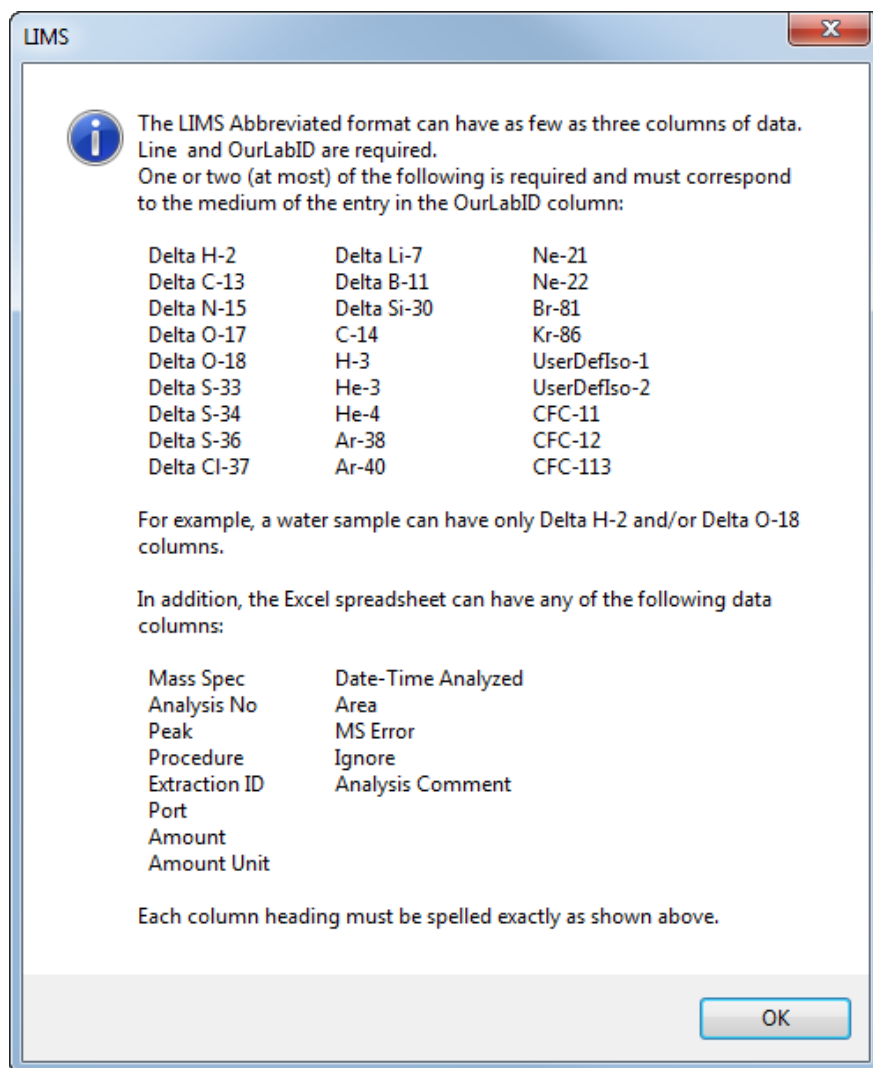 LIMS
The LIMS Abbreviated format can have as few as three columns of data.
Line and OurLabID are required.
One or two (at most) of the following is required and must correspond
to the medium of the entry in the OurLabID column:
Delta H-2 Delta Li-7 Ne-21
Delta C-13 Delta B-11 Ne-22
Delta N-15 Delta Si-30 Br-81
Delta O-17 C-14 Kr-86
Delta O-18 H-3 UserDefIso-1
Delta S-33 He-3 UserDefIso-2
Delta S-34 He-4 CFC-11
Delta S-36 Ar-38 CFC-12
Delta Cl-37 Ar-40 CFC-113
For example, a water sample can have only Delta H-2 and/or Delta O-18
columns.
In addition, the Excel spreadsheet can have any of the following data
columns:
Mass Spec Date-Time Analyzed
Analysis No Area
Peak MS Error
Procedure Ignore
Extraction ID Analysis Comment
Port
Amount
Amount Unit
Each column heading must be spelled exactly as shown above.
OK